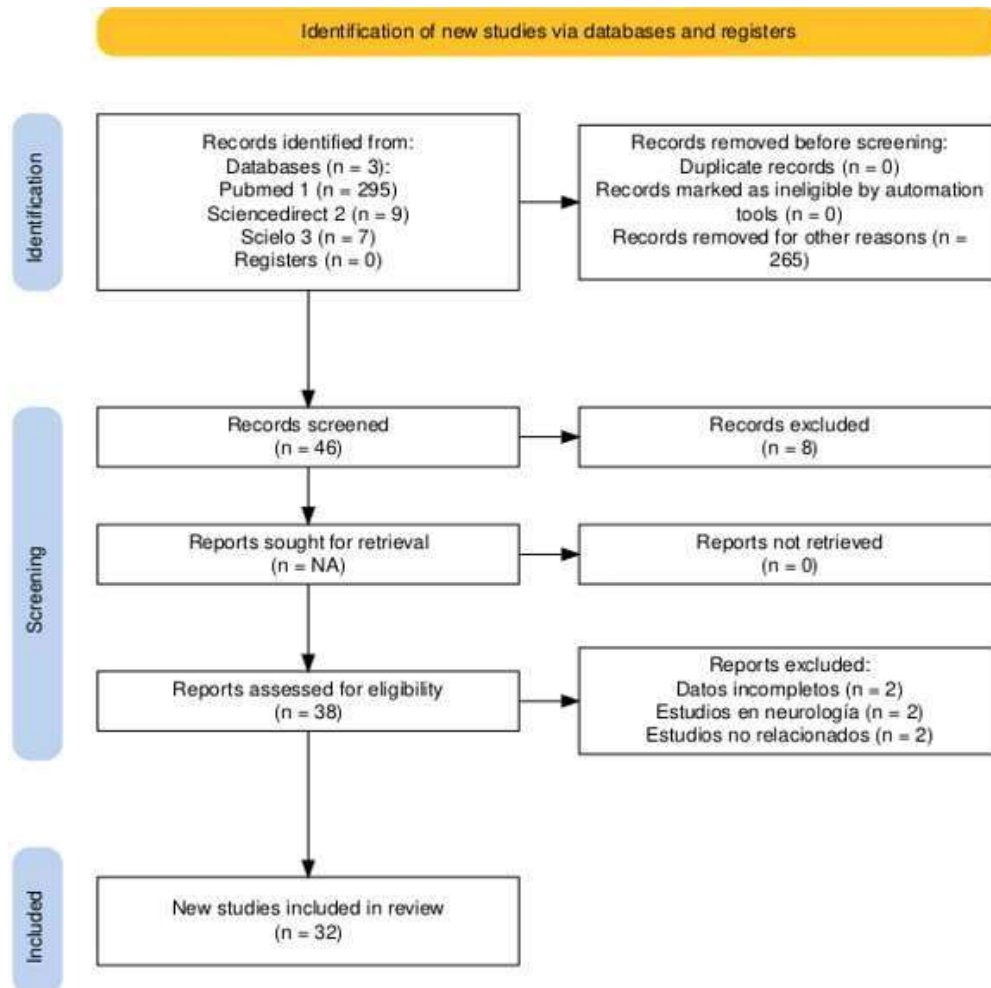 Identification of new studies via databases and registers
Identification
Records identified from:
Databases (n = 3):
Pubmed 1 (n = 295)
Sciencedirect 2 (n = 9)
Scielo 3 (n = 7)
Registers (n = 0)
Records removed before screening:
Duplicate records (n = 0)
Records marked as ineligible by automation
tools (n = 0)
Records removed for other reasons (n =
265)
Screening
Records screened
(n = 46)
Records excluded
(n = 8)
Reports sought for retrieval
(n = NA)
Reports not retrieved
(n = 0)
Reports assessed for eligibility
(n = 38)
Reports excluded:
Datos incompletos (n = 2)
Estudios en neurología (n = 2)
Estudios no relacionados (n = 2)
Included
New studies included in review
(n = 32)